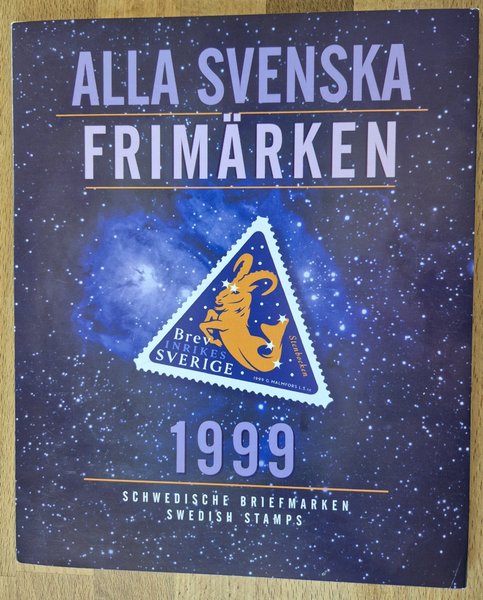 ALLA SVENSKA
FRIMÄRKEN
Brev
INRIKES
SVERIGE
Stenbocken
1999 G. MALMFORS L.S. sc
1999
SCHWEDISCHE BRIEFMARKEN
SWEDISH STAMPS